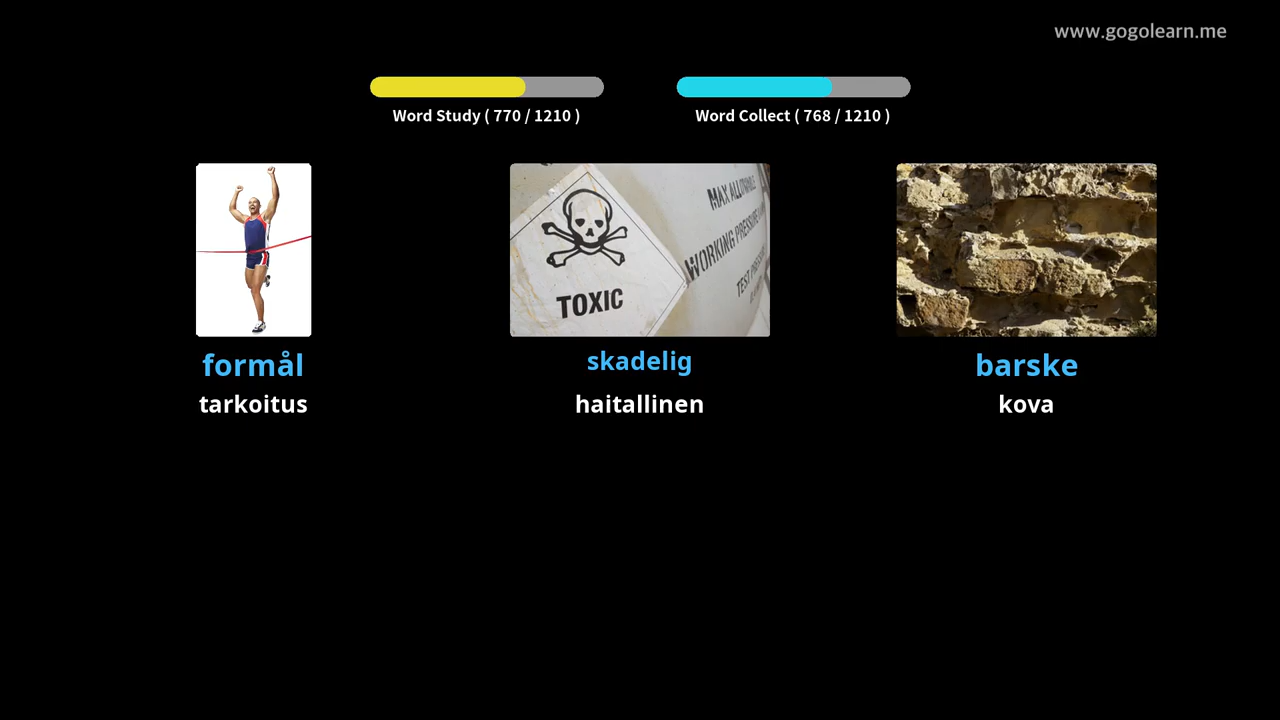 www.gogolearn.me
Word Study ( 770 / 1210 )
Word Collect ( 768 / 1210 )
MAX ALLOWABLE
WORKING PRESSURE
TEST PRESS
TOXIC
formål
skadelig
barske
tarkoitus
haitallinen
kova